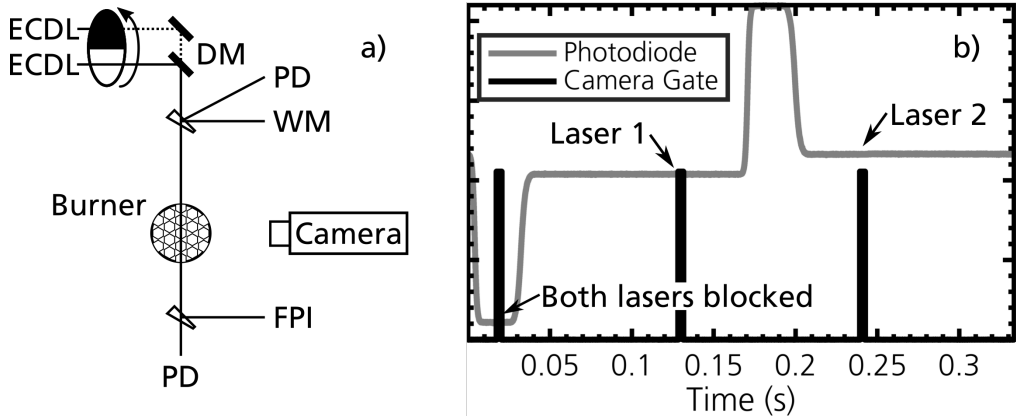 ECDL
ECDL
DM
a)
PD
WM
Burner
Camera
FPI
PD
b)
Photodiode
Camera Gate
Laser 1
Laser 2
Both lasers blocked
0.05 0.1 0.15 0.2 0.25 0.3
Time (s)